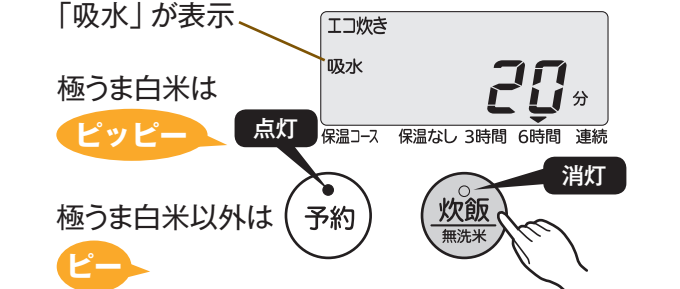 「吸水」が表示
エコ炊き
吸水
20分
極うま白米は
ピッピー
点灯
保温コース 保温なし 3時間 6時間 連続
消灯
予約
炊飯
無洗米
極うま白米以外は
ピー